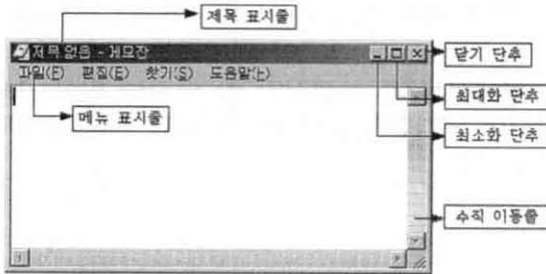 제목 표시줄
제목 없음 - 메모장
닫기 단추
파일(F) 편집(E) 찾기(S) 도움말(H)
최대화 단추
메뉴 표시줄
최소화 단추
수직 이동줄